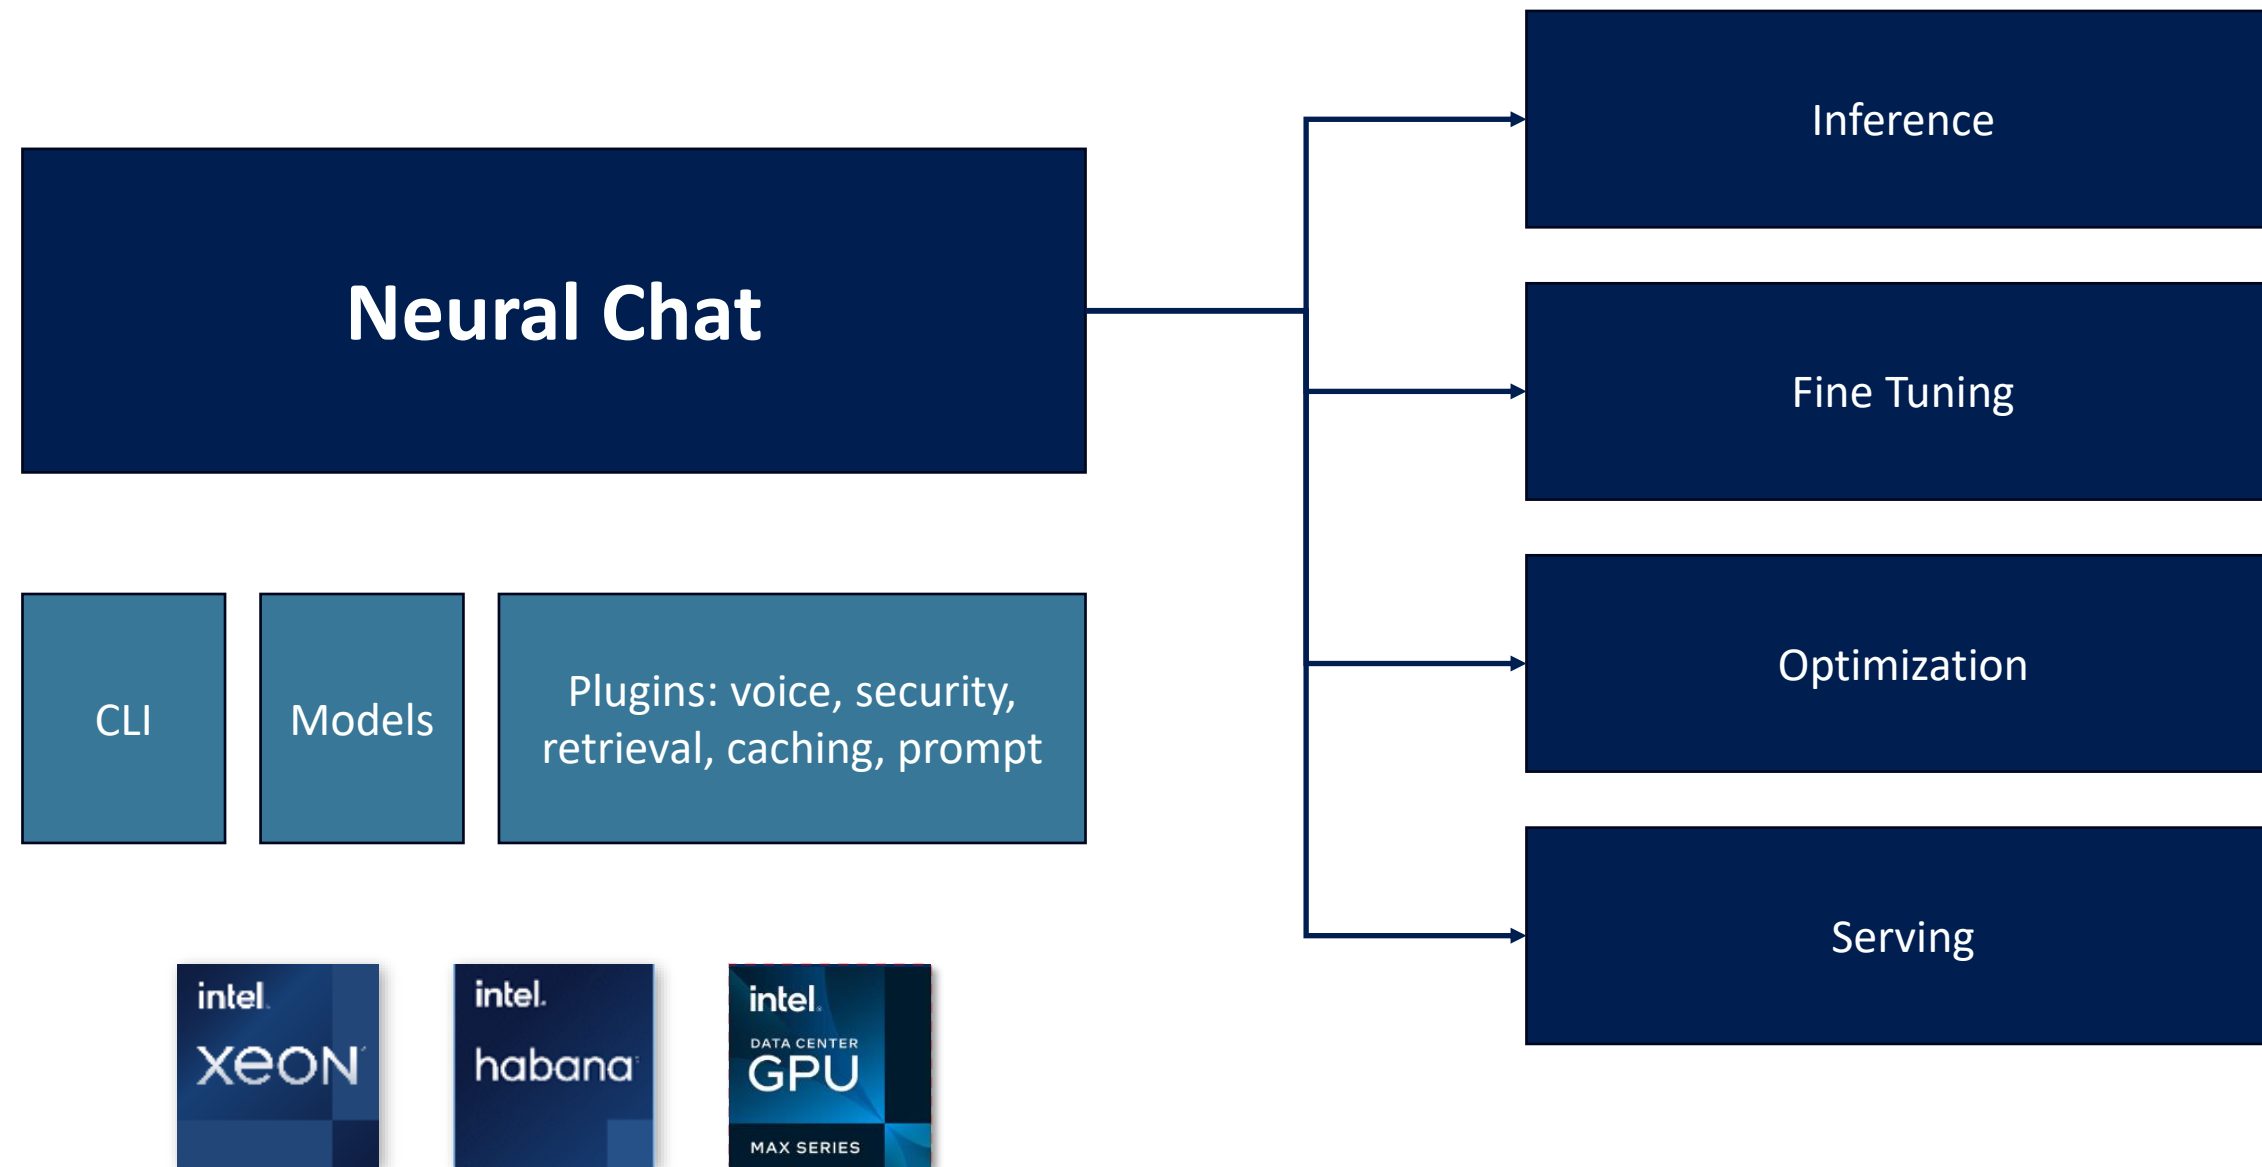 Neural Chat
Inference
Fine Tuning
Optimization
Serving
CLI
Models
Plugins: voice, security,
retrieval, caching, prompt
intel.
xeon
intel.
habana
intel.
DATA CENTER
GPU
MAX SERIES